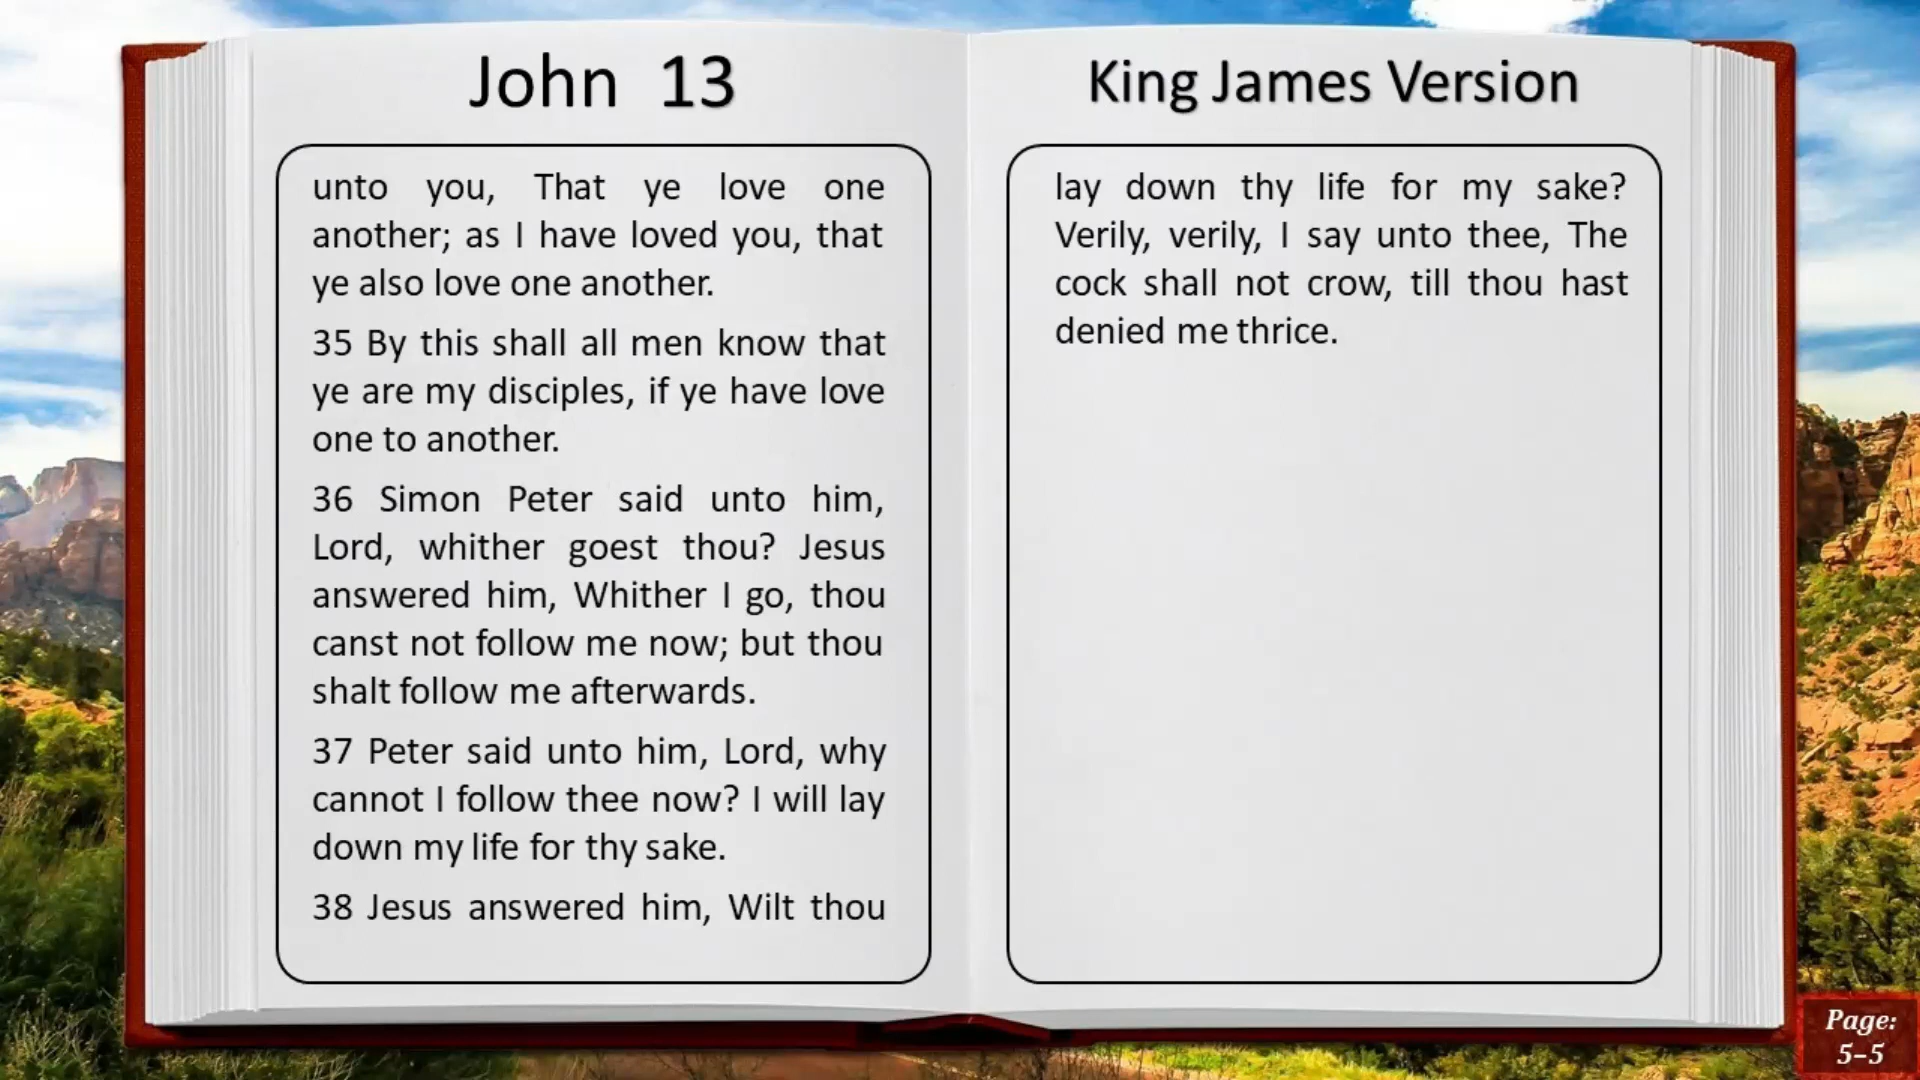 John 13
unto you, That ye love one
another; as I have loved you, that
ye also love one another.
35 By this shall all men know that
ye are my disciples, if ye have love
one to another.
36 Simon Peter said unto him,
Lord, whither goest thou? Jesus
answered him, Whither I go, thou
canst not follow me now; but thou
shalt follow me afterwards.
37 Peter said unto him, Lord, why
cannot I follow thee now? I will lay
down my life for thy sake.
38 Jesus answered him, Wilt thou
King James Version
lay down thy life for my sake?
Verily, verily, I say unto thee, The
cock shall not crow, till thou hast
denied me thrice.
Page:
5-5